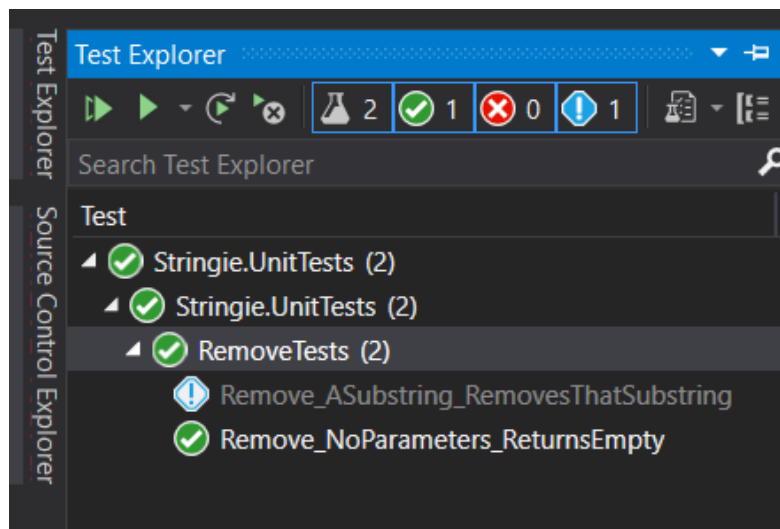 Test Explorer
Source Control Explorer
Test Explorer
2 1 0 1
Search Test Explorer
Test
Stringie.UnitTests (2)
Stringie.UnitTests (2)
RemoveTests (2)
Remove_ASubstring_RemovesThatSubstring
Remove_NoParameters_ReturnsEmpty